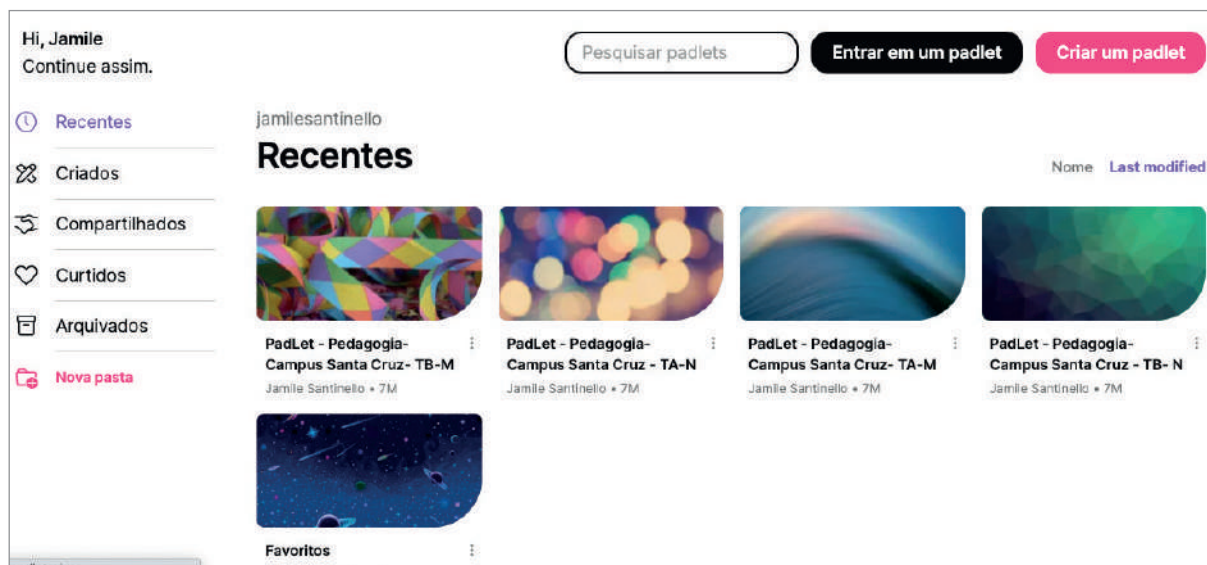 Hi, Jamile
Continue assim.
Pesquisar padlets
Entrar em um padlet
Criar um padlet
Recentes
Criados
Compartilhados
Curtidos
Arquivados
Nova pasta
jamilesantinello
Recentes
Nome
Last modified
PadLet - Pedagogia-
Campus Santa Cruz- TB-M
Jamile Santinello • 7M
PadLet - Pedagogia-
Campus Santa Cruz - TA-N
Jamile Santinello • 7M
PadLet - Pedagogia-
Campus Santa Cruz- TA-M
Jamile Santinello • 7M
PadLet - Pedagogia-
Campus Santa Cruz - TB- N
Jamile Santinello • 7M
Favoritos